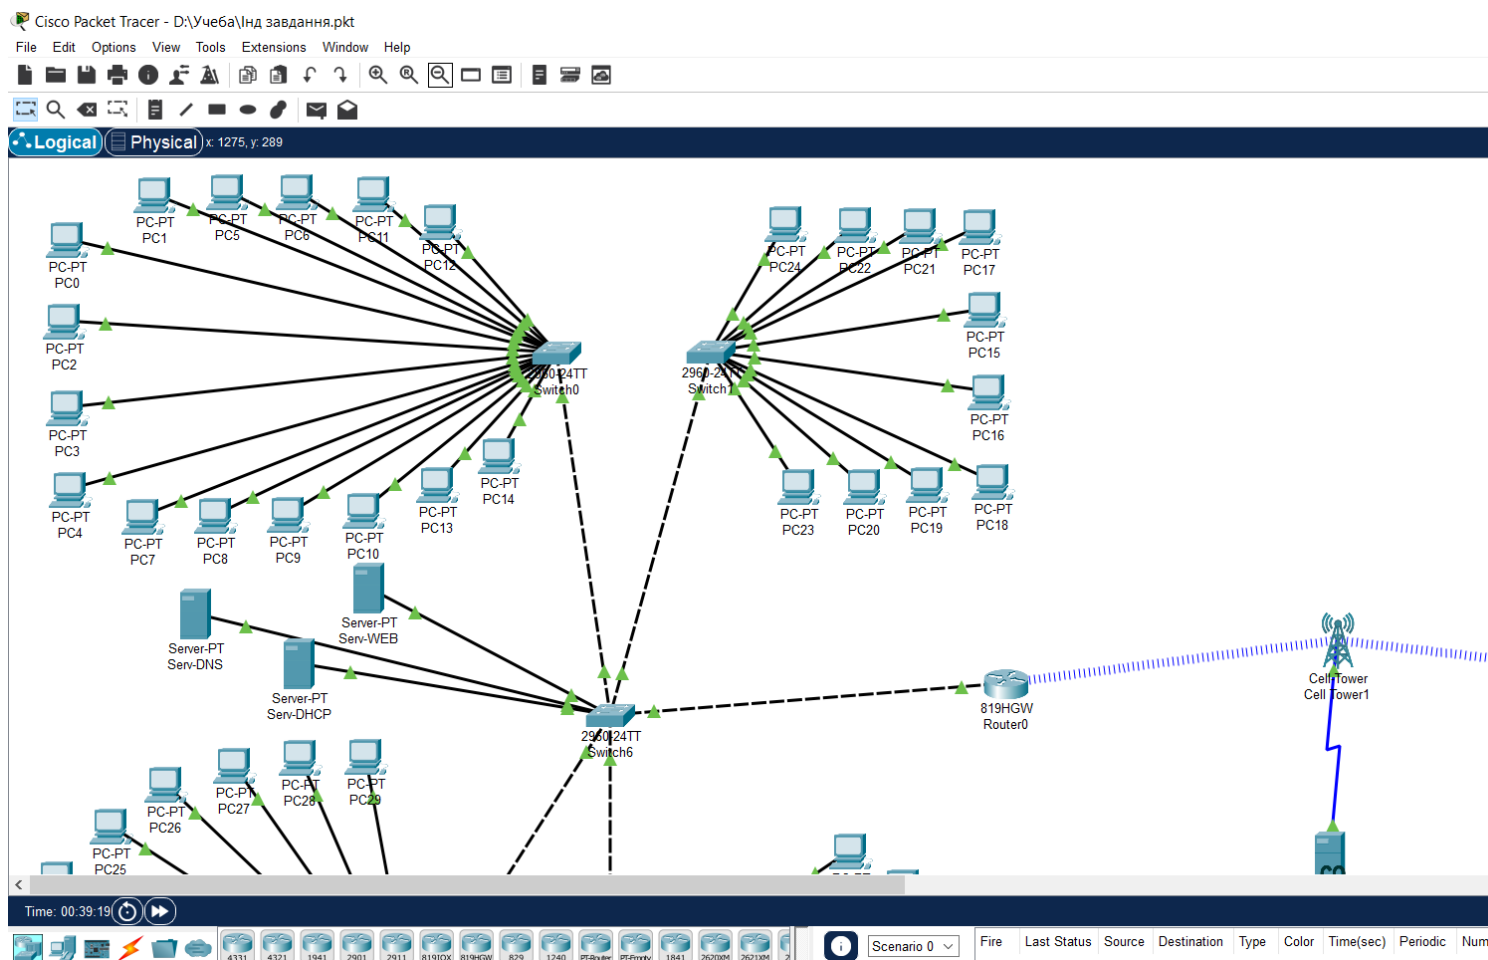 Cisco Packet Tracer - D:\Учеба\Інд завдання.pkt
File Edit Options View Tools Extensions Window Help
Logical Physical x: 1275, y: 289
PC-PT
PC1
PC-PT
PC5
PC-PT
PC6
PC-PT
PC11
PC-PT
PC12
PC-PT
PC0
PC-PT
PC2
PC-PT
PC3
PC-PT
PC4
PC-PT
PC7
PC-PT
PC8
PC-PT
PC9
PC-PT
PC10
PC-PT
PC13
PC-PT
PC14
Switch0
PC-PT
PC24
PC-PT
PC22
PC-PT
PC21
PC-PT
PC17
PC-PT
PC15
PC-PT
PC16
PC-PT
PC18
PC-PT
PC19
PC-PT
PC20
PC-PT
PC23
2960-24TT
Switch1
Server-PT
Serv-WEB
Server-PT
Serv-DNS
Server-PT
Serv-DHCP
2960-24TT
Switch6
819HGW
Router0
Cell Tower
Cell Tower1
PC-PT
PC29
PC-PT
PC28
PC-PT
PC27
PC-PT
PC26
PC-PT
PC25
Time: 00:39:19
4331 4321 1941 2901 2911 819IOX 819HGW 829 1240 PT-Router PT-Empty 1841 2620XM 2621XM
Scenario 0
Fire Last Status Source Destination Type Color Time(sec) Periodic Num